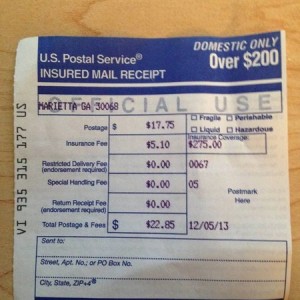 U.S. Postal Service®
DOMESTIC ONLY
INSURED MAIL RECEIPT
Over $200
MARIETTA GA 30068
OFFICIAL USE
Postage $ $17.75
Fragile Perishable
Liquid Hazardous
Insurance Fee $5.10
Insurance Coverage:
$275.00
Restricted Delivery Fee
(endorsement required) $0.00 0067
Special Handling Fee $0.00 05
Postmark
Here
Return Receipt Fee
(endorsement required) $0.00
Total Postage & Fees $ $22.85 12/05/13
Sent to:
Street, Apt. No.; or PO Box No.
City, State, ZIP+4®
VI 935 315 177 US